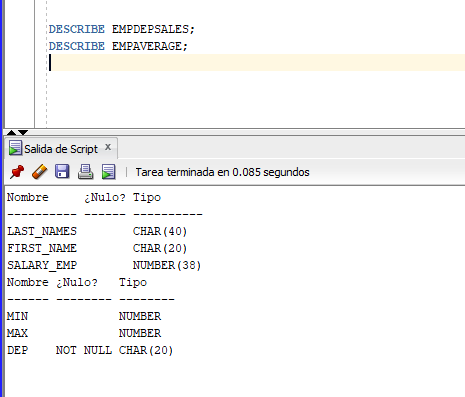 DESCRIBE EMPDEPSALES;
DESCRIBE EMPAVERAGE;
Salida de Script x
Tarea terminada en 0.085 segundos
Nombre     ¿Nulo? Tipo
---------- ------ ----------
LAST_NAMES        CHAR(40)
FIRST_NAME        CHAR(20)
SALARY_EMP        NUMBER(38)
Nombre ¿Nulo?   Tipo
------ -------- --------
MIN             NUMBER
MAX             NUMBER
DEP    NOT NULL CHAR(20)